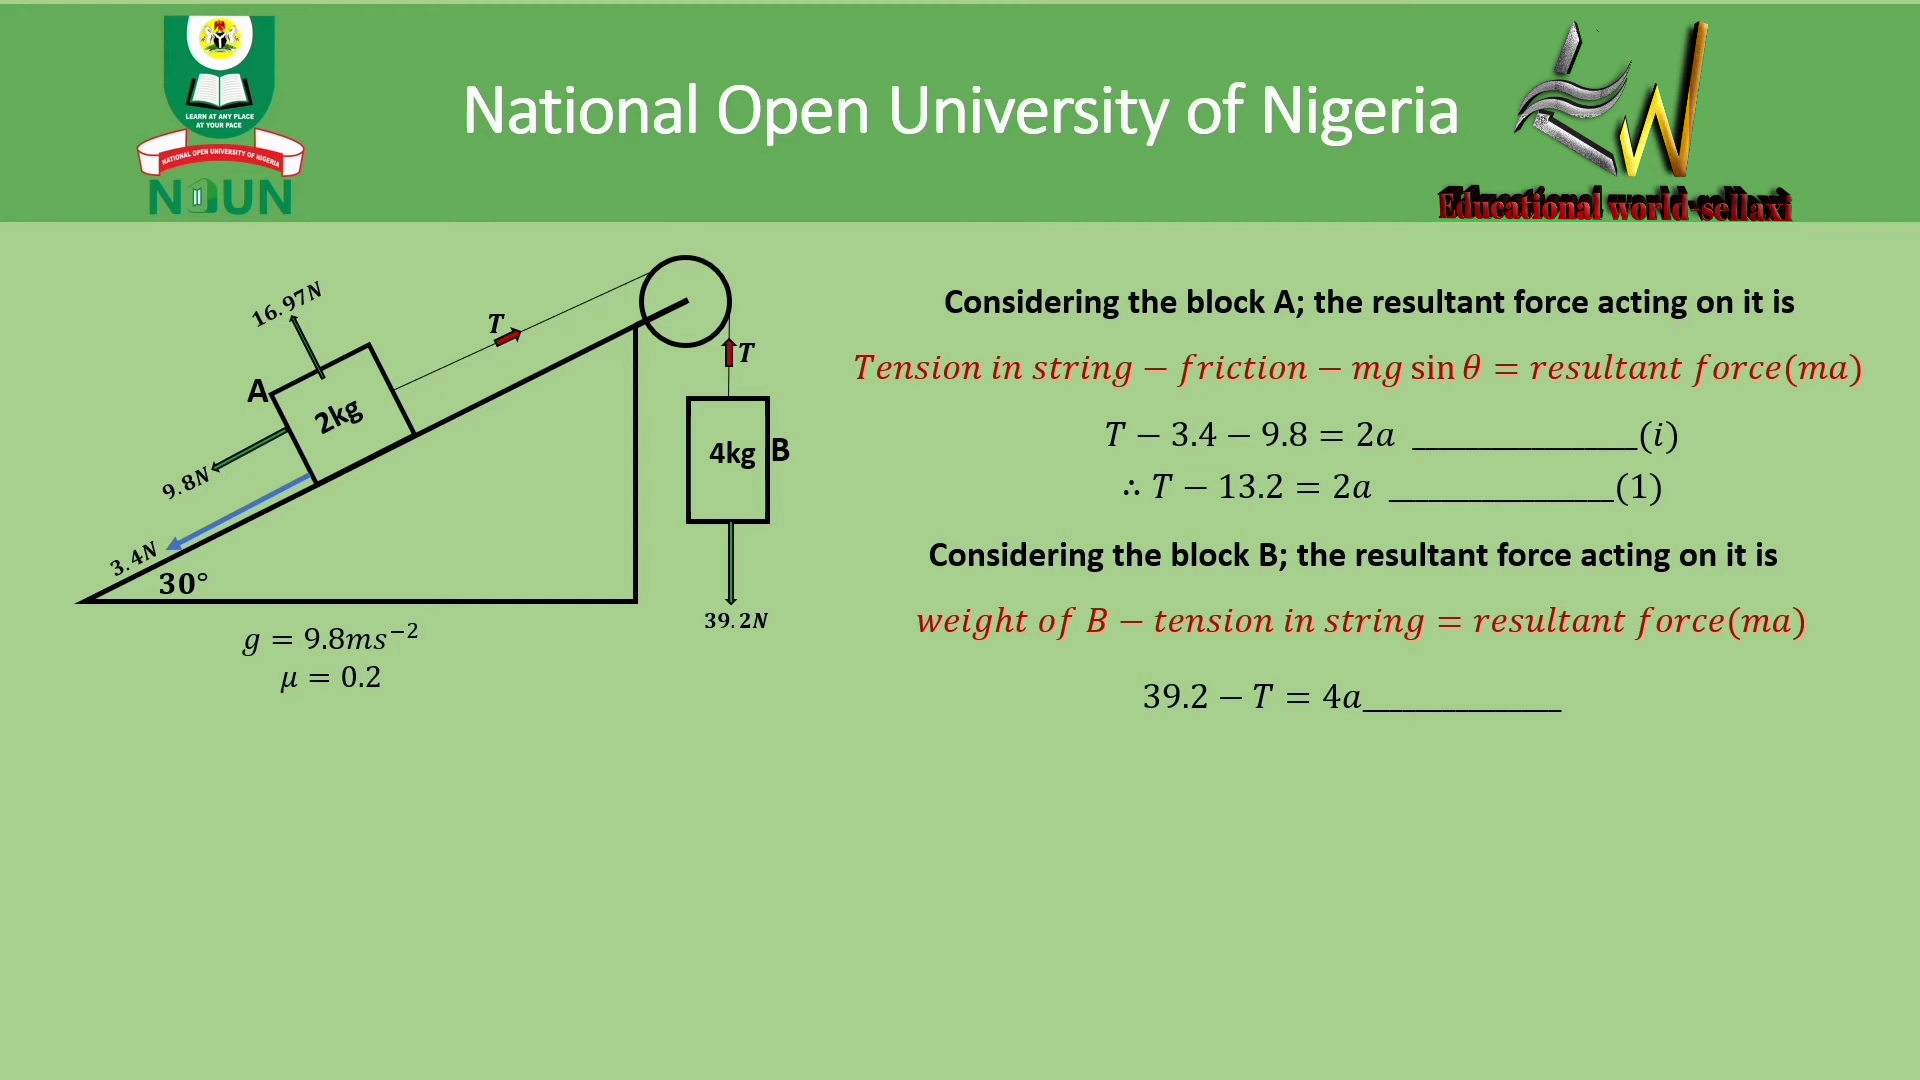 LEARN AT ANY PLACE
AT YOUR PACE
NATIONAL OPEN UNIVERSITY OF NIGERIA
NOUN
National Open University of Nigeria
Educational world-sellaxi
16.97N
T
T
A
2kg
4kg
B
9.8N
3.4N
30°
39.2N
g = 9.8ms⁻²
μ = 0.2
Considering the block A; the resultant force acting on it is
Tension in string − friction − mg sin θ = resultant force(ma)
T − 3.4 − 9.8 = 2a _________________(i)
∴ T − 13.2 = 2a _________________(1)
Considering the block B; the resultant force acting on it is
weight of B − tension in string = resultant force(ma)
39.2 − T = 4a_______________